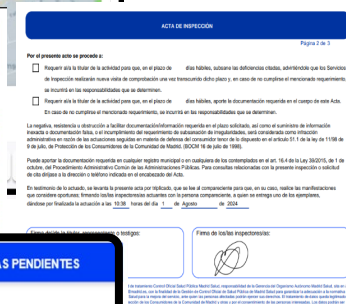 ACTA DE INSPECCIÓN
Página 2 de 3
Por el presente acto se procede a:
Requerir al/a la titular de la actividad para que, en el plazo de días hábiles, subsane las deficiencias citadas, advirtiéndole que los Servicios
de Inspección realizarán nueva visita de comprobación una vez transcurrido dicho plazo y, en caso de no cumplirse el mencionado requerimiento
se incurrirá en las responsabilidades que se determinen.
Requerir al/a la titular de la actividad para que, en el plazo de días hábiles, aporte la documentación requerida en el cuerpo de este Acta.
En caso de no cumplirse el mencionado requerimiento, se incurrirá en las responsabilidades que se determinen.
La negativa, resistencia u obstrucción a facilitar documentación/información requerida en el plazo solicitado, así como el suministro de información
inexacta o documentación falsa, o el incumplimiento del requerimiento de subsanación de irregularidades, será considerada como infracción
administrativa en razón de las actuaciones seguidas en materia de defensa del consumidor tenor de lo dispuesto en el artículo 51.1 de la ley 11/98 de
9 de julio, de Protección de los Consumidores de la Comunidad de Madrid. (BOCM 16 de julio de 1998).
Puede aportar la documentación requerida en cualquier registro municipal o en cualquiera de los contemplados en el art. 16.4 de la Ley 39/2015, de 1 de
octubre, del Procedimiento Administrativo Común de las Administraciones Públicas. Para consultas relacionadas con la presente inspección o solicitud
de cita diríjase a la dirección o teléfono indicada en el encabezado del Acta.
En testimonio de lo actuado, se levanta la presente acta por triplicado, que se lee al compareciente para que, en su caso, realice las manifestaciones
que considere oportunas; firmando los/las inspectores/as actuantes con la persona compareciente, a quien se entrega uno de los ejemplares,
dándose por finalizada la actuación a las 10:38 horas del día 1 de Agosto de 2024
Firma de los/las inspectores/as:
o testigos:
AS PENDIENTES